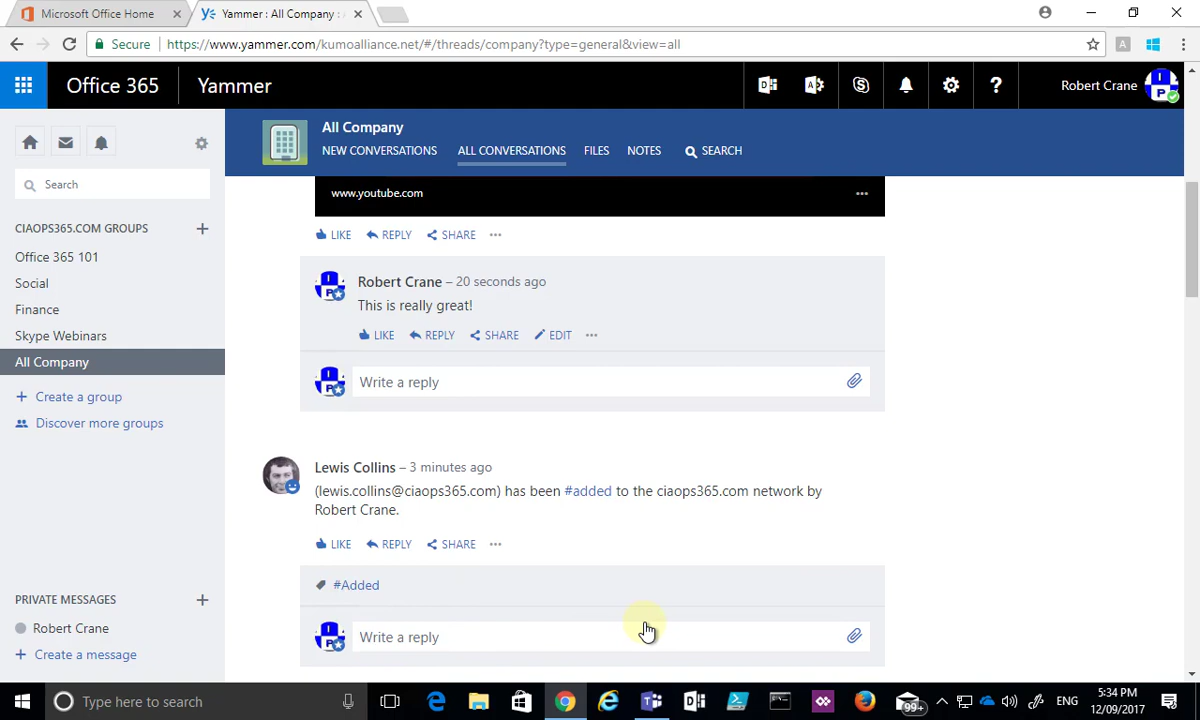 Microsoft Office Home
Yammer : All Company :
Secure
https://www.yammer.com/kumoalliance.net/#/threads/company?type=general&view=all
Office 365
Yammer
Robert Crane
All Company
NEW CONVERSATIONS
ALL CONVERSATIONS
FILES
NOTES
SEARCH
Search
CIAOPS365.COM GROUPS
Office 365 101
Social
Finance
Skype Webinars
All Company
Create a group
Discover more groups
PRIVATE MESSAGES
Robert Crane
Create a message
www.youtube.com
LIKE REPLY SHARE
Robert Crane – 20 seconds ago
This is really great!
LIKE REPLY SHARE EDIT
Write a reply
Lewis Collins – 3 minutes ago
(lewis.collins@ciaops365.com) has been #added to the ciaops365.com network by
Robert Crane.
LIKE REPLY SHARE
#Added
Write a reply
Type here to search
99+
ENG
5:34 PM
12/09/2017